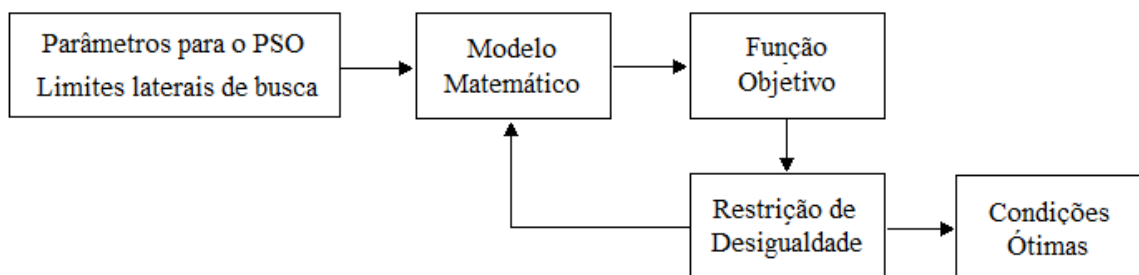 Parâmetros para o PSO
Limites laterais de busca
Modelo
Matemático
Função
Objetivo
Restrição de
Desigualdade
Condições
Ótimas